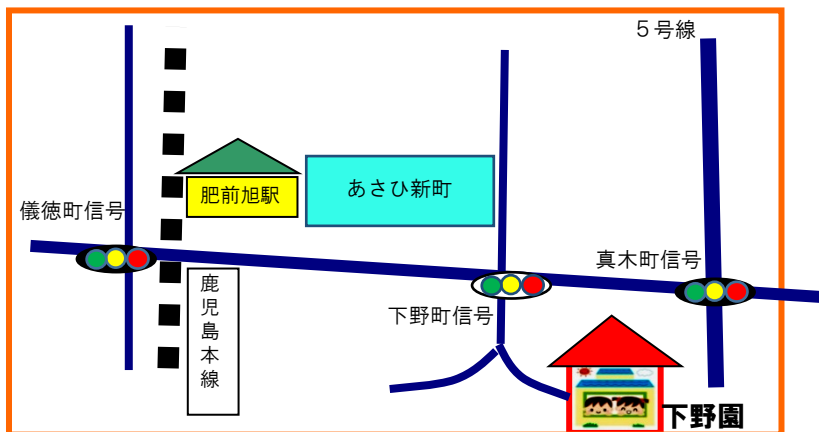 ５号線
肥前旭駅
あさひ新町
儀徳町信号
真木町信号
鹿児島本線
下野町信号
下野園